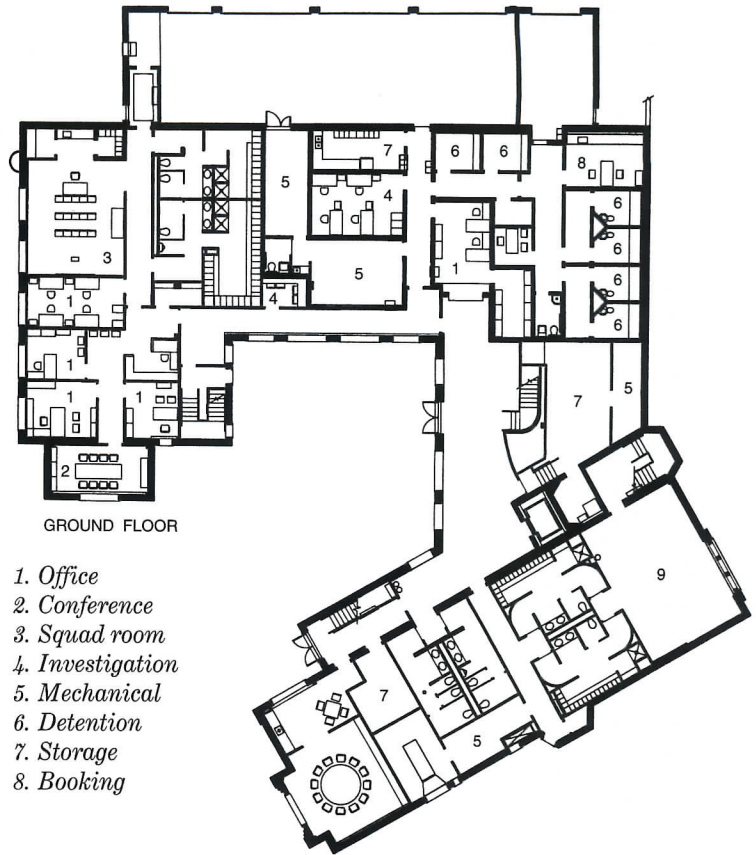 7 6 6 8
5 4 6
6
3 5 1 6
1 4 6
1
1 1 7 5
2
GROUND FLOOR
9
7
5
1. Office
2. Conference
3. Squad room
4. Investigation
5. Mechanical
6. Detention
7. Storage
8. Booking